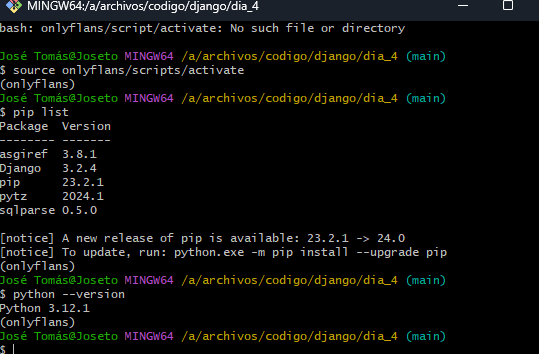 MINGW64:/a/archivos/codigo/django/dia_4
bash: onlyflans/script/activate: No such file or directory
José Tomás@Joseto MINGW64 /a/archivos/codigo/django/dia_4 (main)
$ source onlyflans/scripts/activate
(onlyflans)
José Tomás@Joseto MINGW64 /a/archivos/codigo/django/dia_4 (main)
$ pip list
Package  Version
-------- -------
asgiref  3.8.1
Django   3.2.4
pip      23.2.1
pytz     2024.1
sqlparse 0.5.0
[notice] A new release of pip is available: 23.2.1 -> 24.0
[notice] To update, run: python.exe -m pip install --upgrade pip
(onlyflans)
José Tomás@Joseto MINGW64 /a/archivos/codigo/django/dia_4 (main)
$ python --version
Python 3.12.1
(onlyflans)
José Tomás@Joseto MINGW64 /a/archivos/codigo/django/dia_4 (main)
$